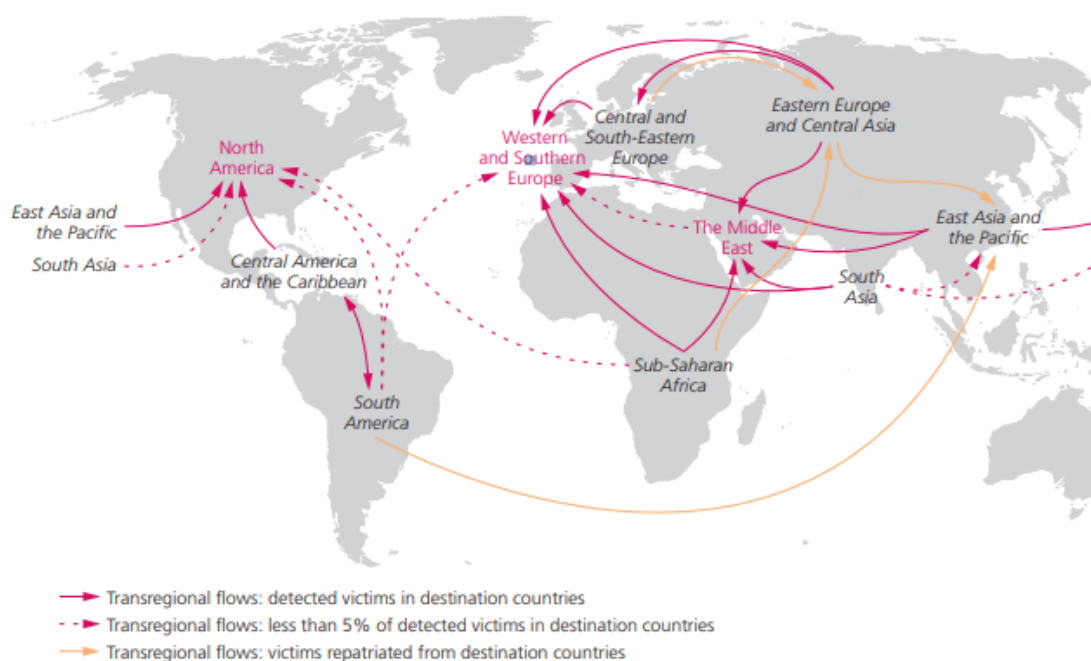 North
America
East Asia and
the Pacific
South Asia
Central America
and the Caribbean
South
America
Western
and Southern
Europe
Central and
South-Eastern
Europe
Eastern Europe
and Central Asia
The Middle
East
East Asia and
the Pacific
South
Asia
Sub-Saharan
Africa
Transregional flows: detected victims in destination countries
Transregional flows: less than 5% of detected victims in destination countries
Transregional flows: victims repatriated from destination countries